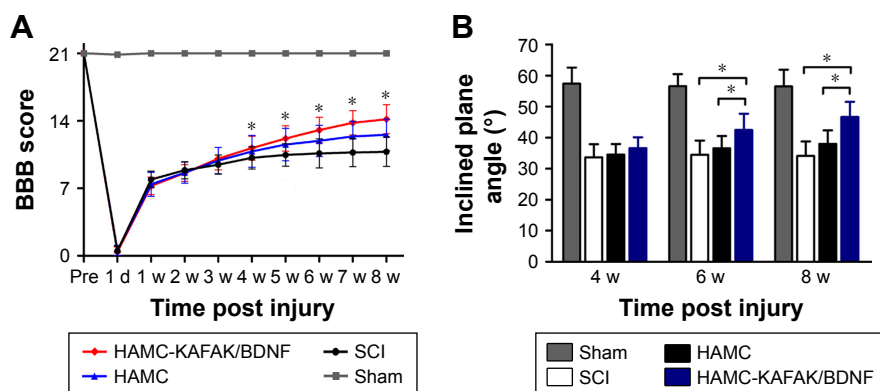 A
21
14
7
0
BBB score
* * * * *
Pre 1 d 1 w 2 w 3 w 4 w 5 w 6 w 7 w 8 w
Time post injury
HAMC-KAFAK/BDNF
SCI
HAMC
Sham
B
70
60
50
40
30
20
10
0
Inclined plane
angle (°)
*
*
*
*
4 w 6 w 8 w
Time post injury
Sham
HAMC
SCI
HAMC-KAFAK/BDNF